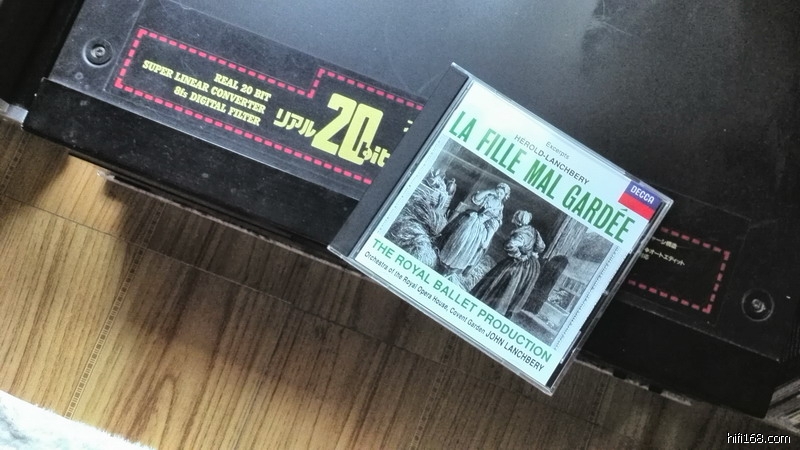 REAL 20 BIT
SUPER LINEAR CONVERTER
8fs DIGITAL FILTER
リアル20bit
Excerpts
HEROLD-LANCHBERY
LA FILLE MAL GARDÉE
DECCA
THE ROYAL BALLET PRODUCTION
Orchestra of the Royal Opera House, Covent Garden JOHN LANCHBERY
hifi168.com